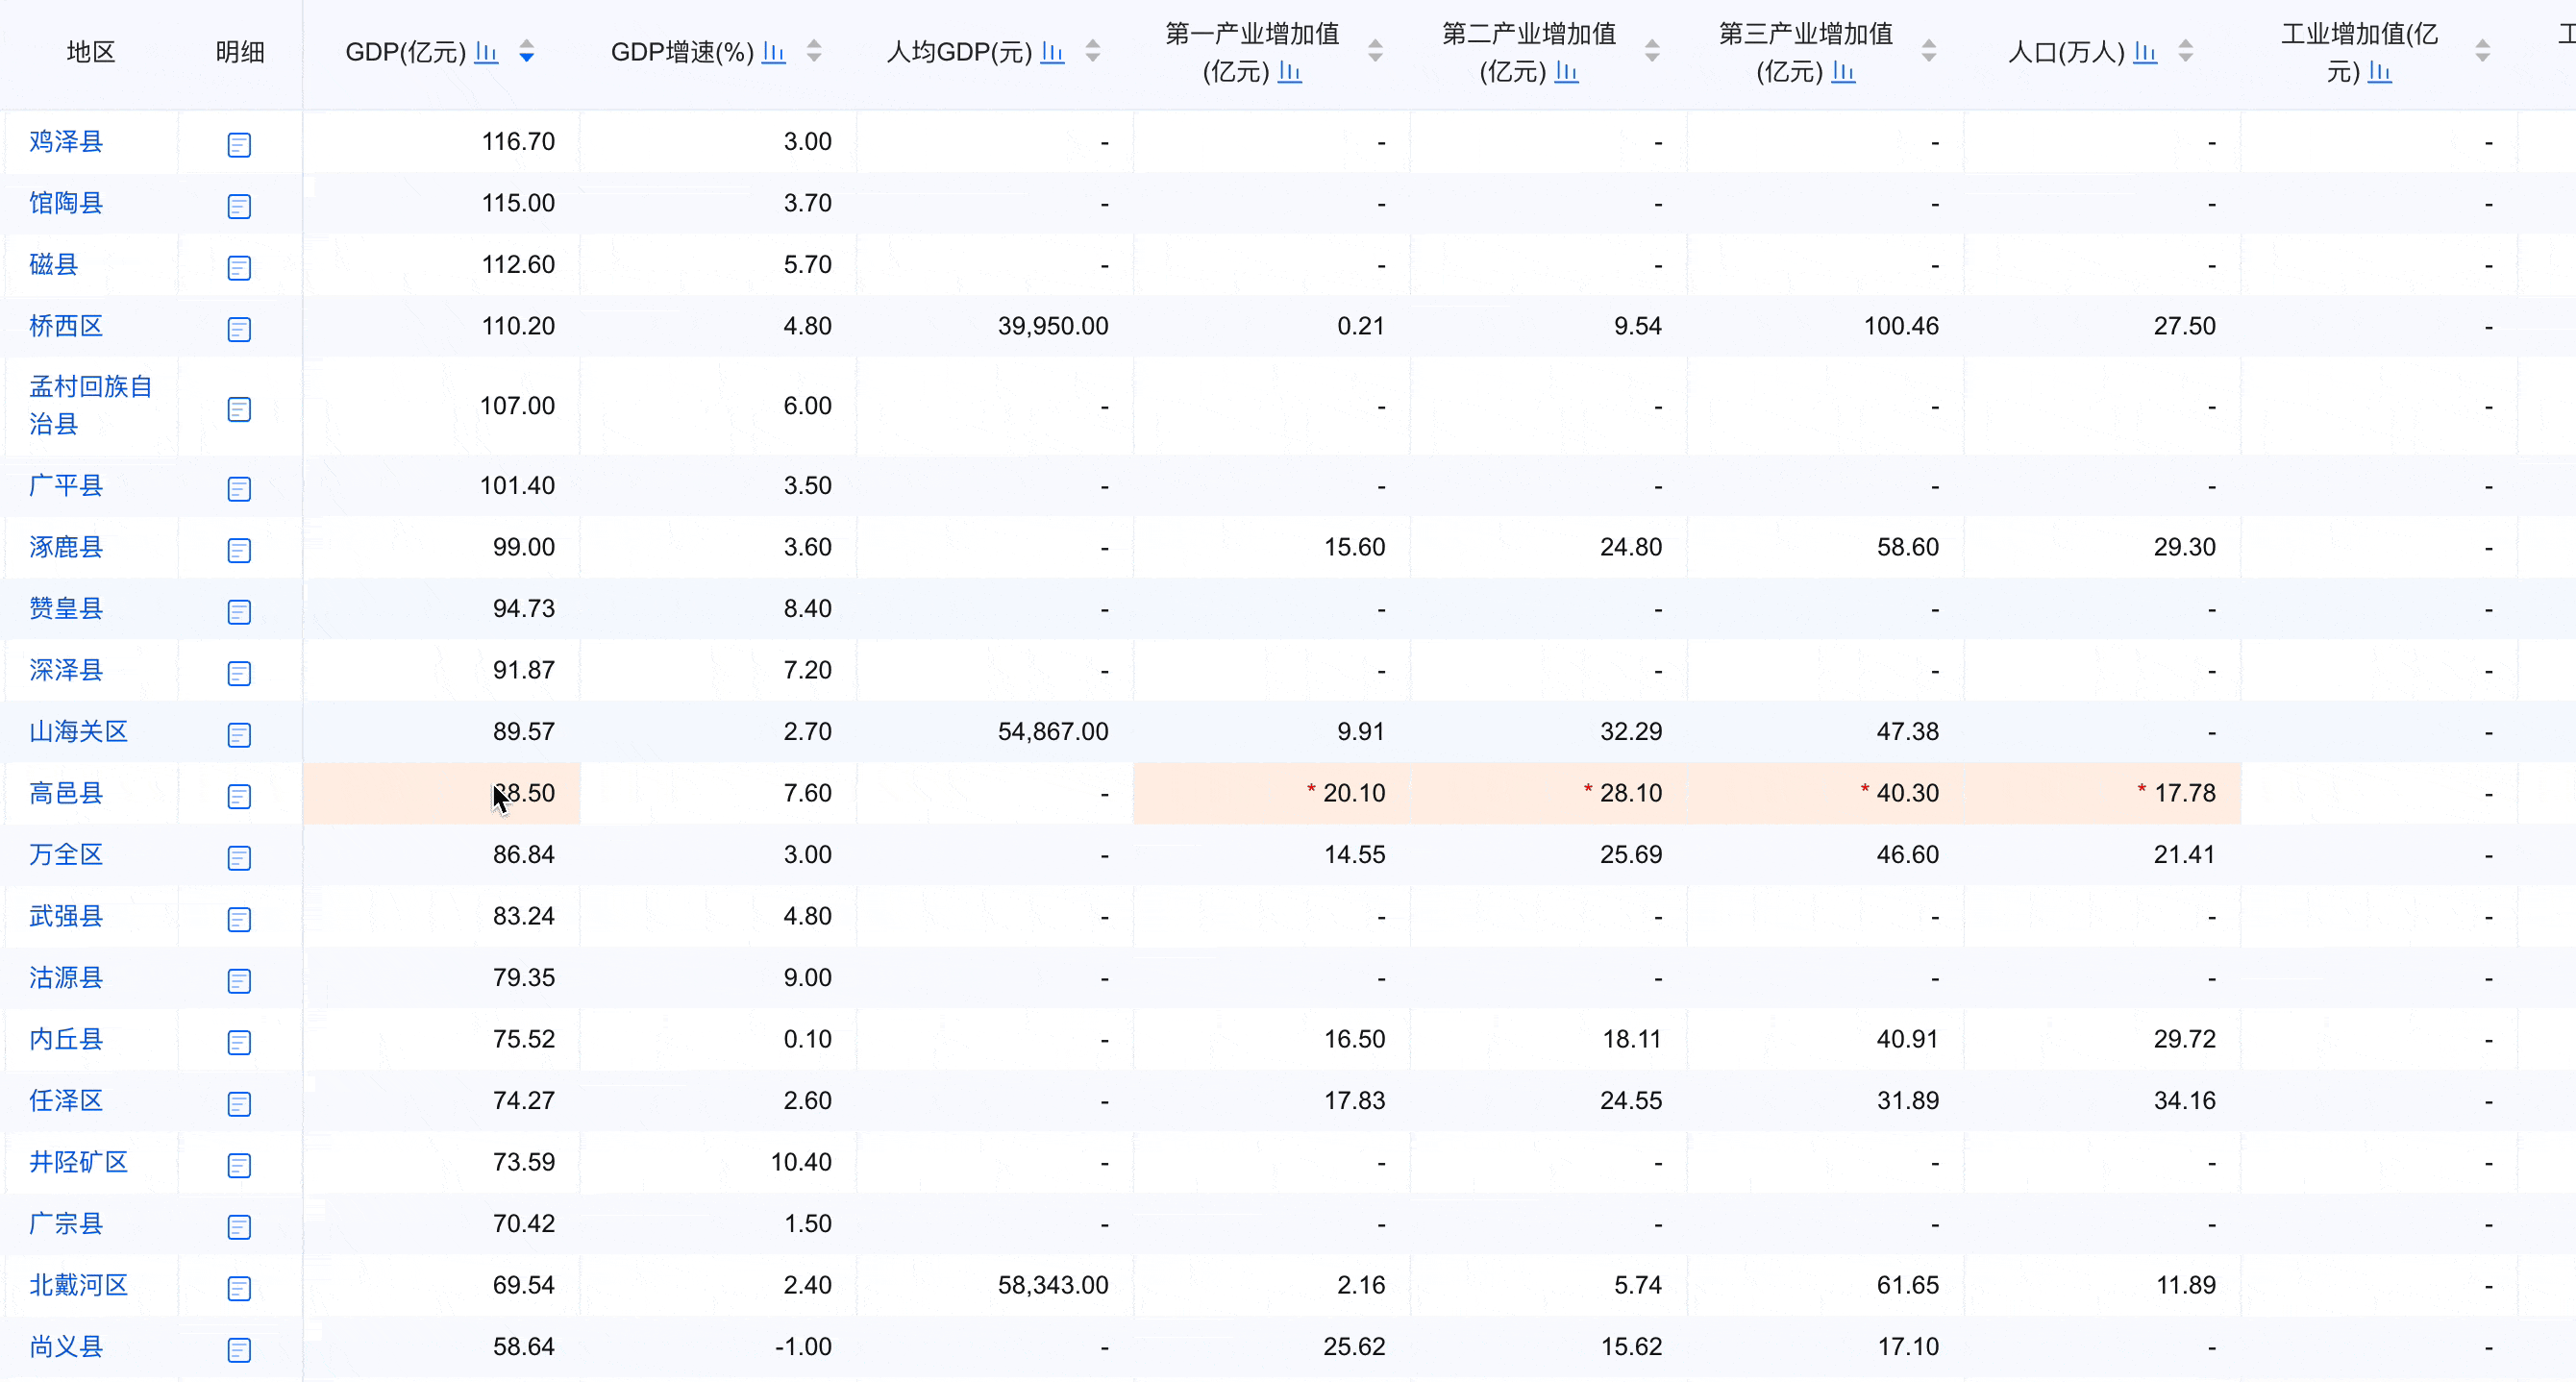 地区 明细 GDP(亿元) GDP增速(%) 人均GDP(元) 第一产业增加值(亿元) 第二产业增加值(亿元) 第三产业增加值(亿元) 人口(万人) 工业增加值(亿元) 工
鸡泽县 116.70 3.00 - - - - - -
馆陶县 115.00 3.70 - - - - - -
磁县 112.60 5.70 - - - - - -
桥西区 110.20 4.80 39,950.00 0.21 9.54 100.46 27.50 -
孟村回族自治县 107.00 6.00 - - - - - -
广平县 101.40 3.50 - - - - - -
涿鹿县 99.00 3.60 - 15.60 24.80 58.60 29.30 -
赞皇县 94.73 8.40 - - - - - -
深泽县 91.87 7.20 - - - - - -
山海关区 89.57 2.70 54,867.00 9.91 32.29 47.38 - -
高邑县 88.50 7.60 - * 20.10 * 28.10 * 40.30 * 17.78 -
万全区 86.84 3.00 - 14.55 25.69 46.60 21.41 -
武强县 83.24 4.80 - - - - - -
沽源县 79.35 9.00 - - - - - -
内丘县 75.52 0.10 - 16.50 18.11 40.91 29.72 -
任泽区 74.27 2.60 - 17.83 24.55 31.89 34.16 -
井陉矿区 73.59 10.40 - - - - - -
广宗县 70.42 1.50 - - - - - -
北戴河区 69.54 2.40 58,343.00 2.16 5.74 61.65 11.89 -
尚义县 58.64 -1.00 - 25.62 15.62 17.10 - -